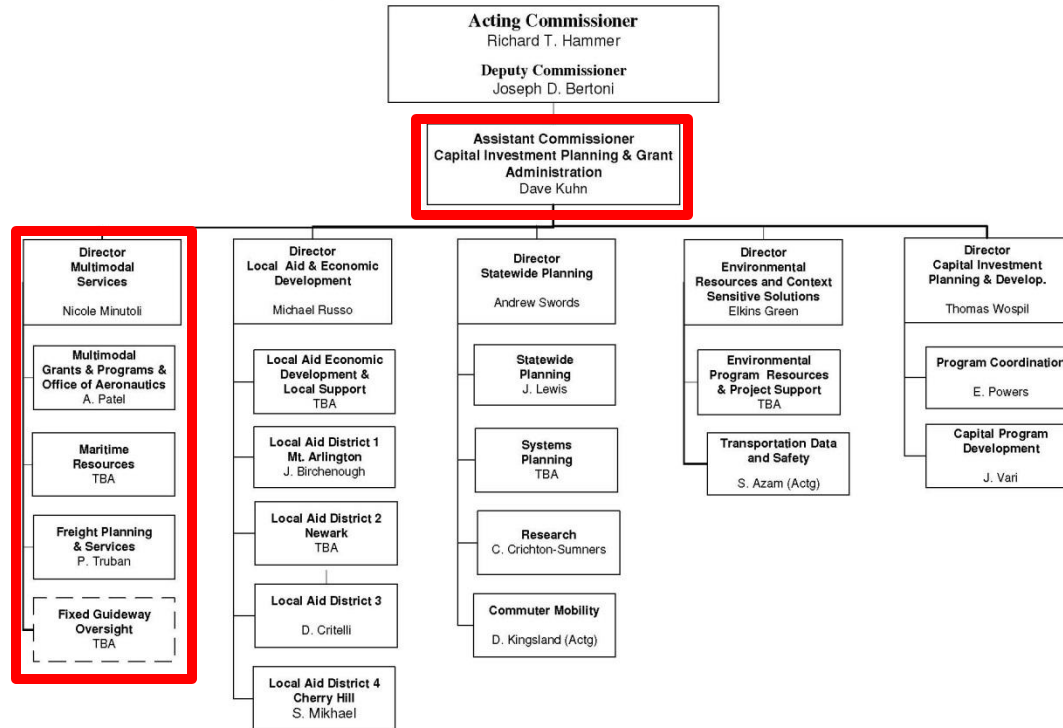 Acting Commissioner
Richard T. Hammer
Deputy Commissioner
Joseph D. Bertoni
Assistant Commissioner
Capital Investment Planning & Grant
Administration
Dave Kuhn
Director
Multimodal
Services
Nicole Minutoli
Multimodal
Grants & Programs &
Office of Aeronautics
A. Patel
Maritime
Resources
TBA
Freight Planning
& Services
P. Truban
Fixed Guideway
Oversight
TBA
Director
Local Aid & Economic
Development
Michael Russo
Local Aid Economic
Development &
Local Support
TBA
Local Aid District 1
Mt. Arlington
J. Birchenough
Local Aid District 2
Newark
TBA
Local Aid District 3
D. Critelli
Local Aid District 4
Cherry Hill
S. Mikhael
Director
Statewide Planning
Andrew Swords
Statewide
Planning
J. Lewis
Systems
Planning
TBA
Research
C. Crichton-Sumners
Commuter Mobility
D. Kingsland (Actg)
Director
Environmental
Resources and Context
Sensitive Solutions
Elkins Green
Environmental
Program Resources
& Project Support
TBA
Transportation Data
and Safety
S. Azam (Actg)
Director
Capital Investment
Planning & Develop.
Thomas Wospil
Program Coordination
E. Powers
Capital Program
Development
J. Vari